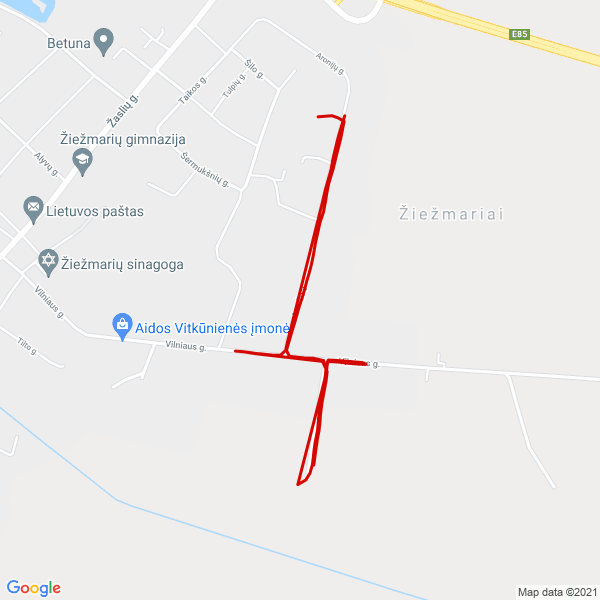 E85
Betuna
Aronijų g.
Šilo g.
Taikos g.
Tulpių g.
Žaslių g.
Žiežmarių gimnazija
Alyvų g.
Šermukšnių g.
Lietuvos paštas
Žiežmariai
Žiežmarių sinagoga
Vilniaus g.
Aidos Vitkūnienės įmonė
Tilto g.
Vilniaus g.
Vilniaus g.
Google
Map data ©2021